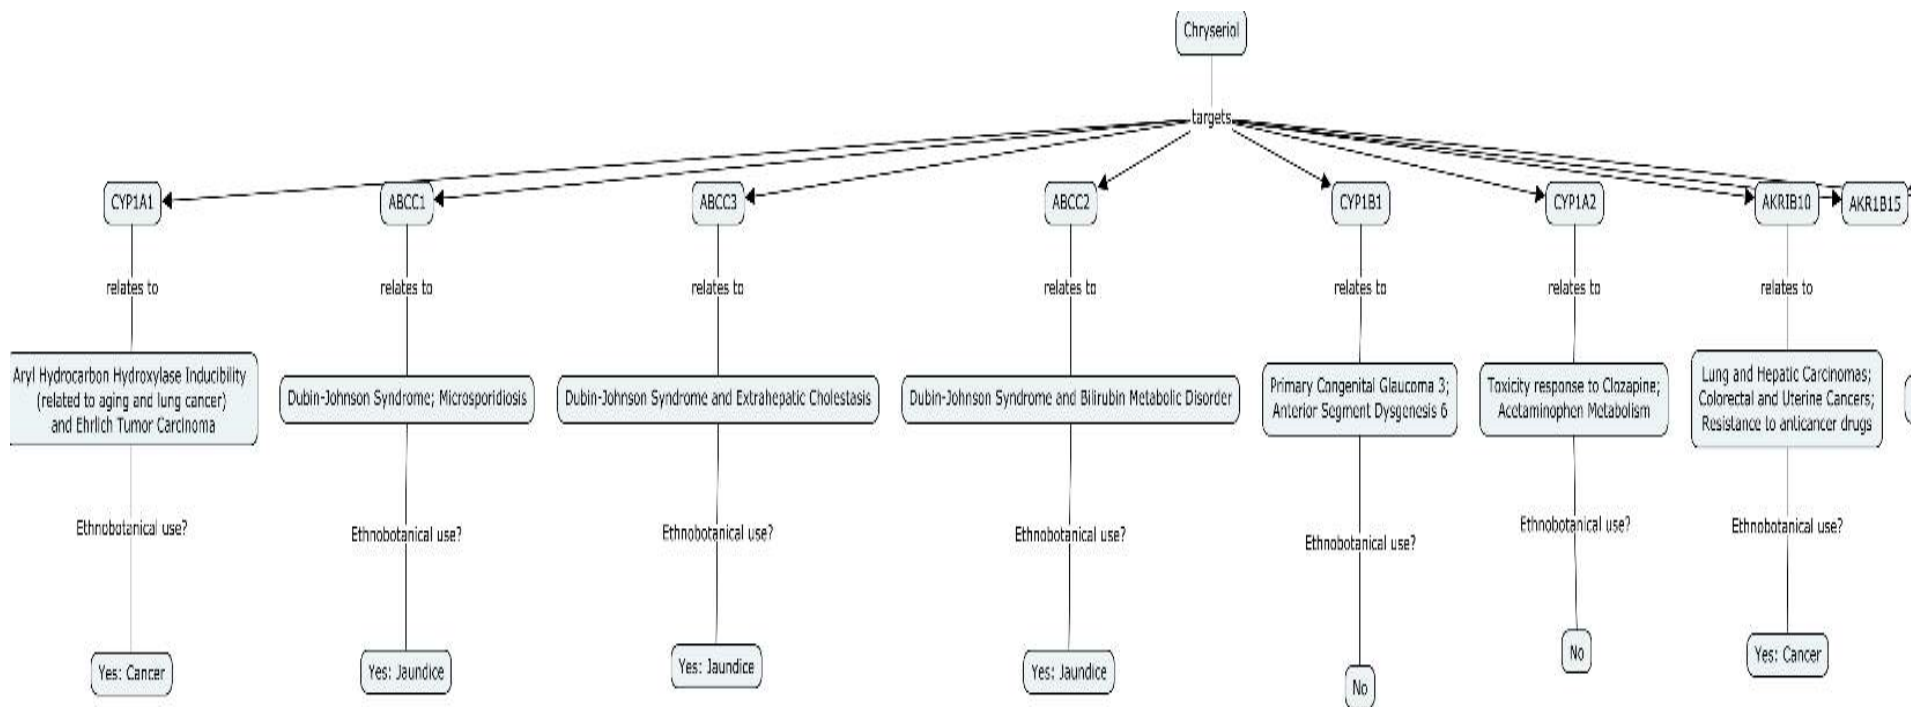 Chryseriol
targets
CYP1A1
ABCC1
ABCC3
ABCC2
CYP1B1
CYP1A2
AKRIB10
AKR1B15
relates to
relates to
relates to
relates to
relates to
relates to
relates to
Aryl Hydrocarbon Hydroxylase Inducibility
(related to aging and lung cancer)
and Ehrlich Tumor Carcinoma
Dubin-Johnson Syndrome; Microsporidiosis
Dubin-Johnson Syndrome and Extrahepatic Cholestasis
Dubin-Johnson Syndrome and Bilirubin Metabolic Disorder
Primary Congenital Glaucoma 3;
Anterior Segment Dysgenesis 6
Toxicity response to Clozapine;
Acetaminophen Metabolism
Lung and Hepatic Carcinomas;
Colorectal and Uterine Cancers;
Resistance to anticancer drugs
Ethnobotanical use?
Ethnobotanical use?
Ethnobotanical use?
Ethnobotanical use?
Ethnobotanical use?
Ethnobotanical use?
Ethnobotanical use?
Yes: Cancer
Yes: Jaundice
Yes: Jaundice
Yes: Jaundice
No
No
Yes: Cancer